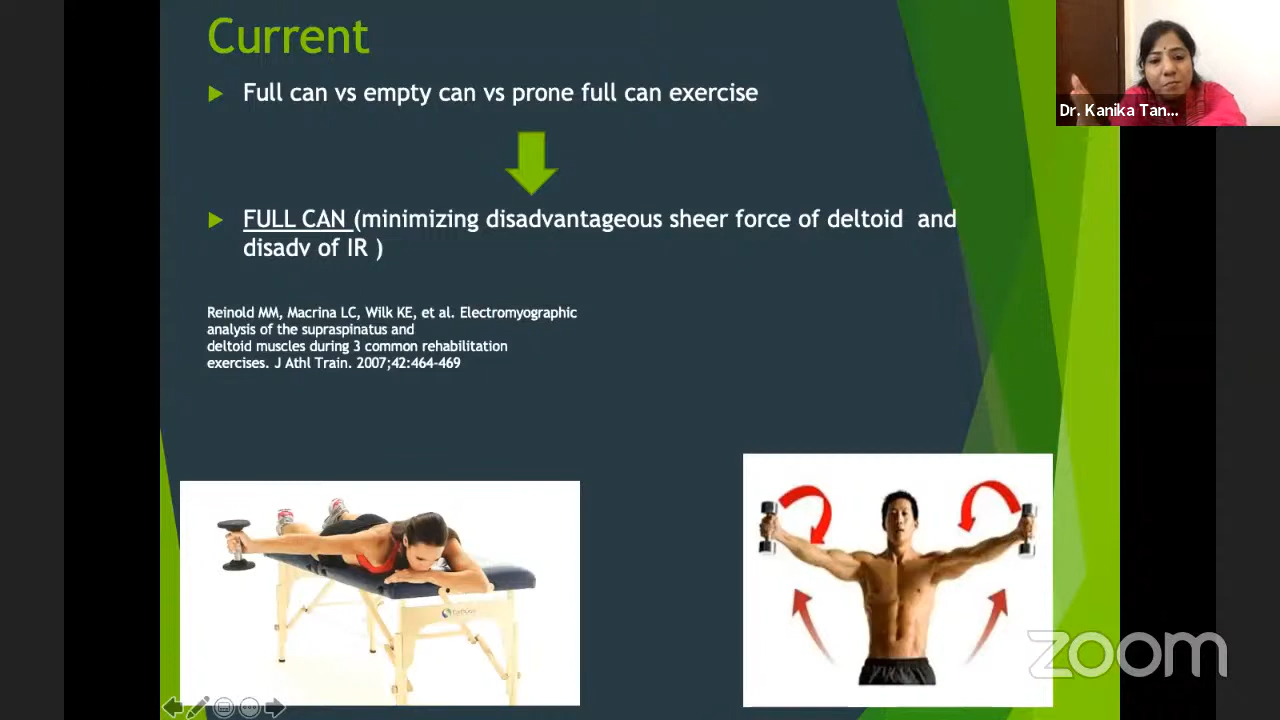 Current
Full can vs empty can vs prone full can exercise
FULL CAN (minimizing disadvantageous sheer force of deltoid and
disadv of IR )
Reinold MM, Macrina LC, Wilk KE, et al. Electromyographic
analysis of the supraspinatus and
deltoid muscles during 3 common rehabilitation
exercises. J Athl Train. 2007;42:464-469
Dr. Kanika Tan...
zoom